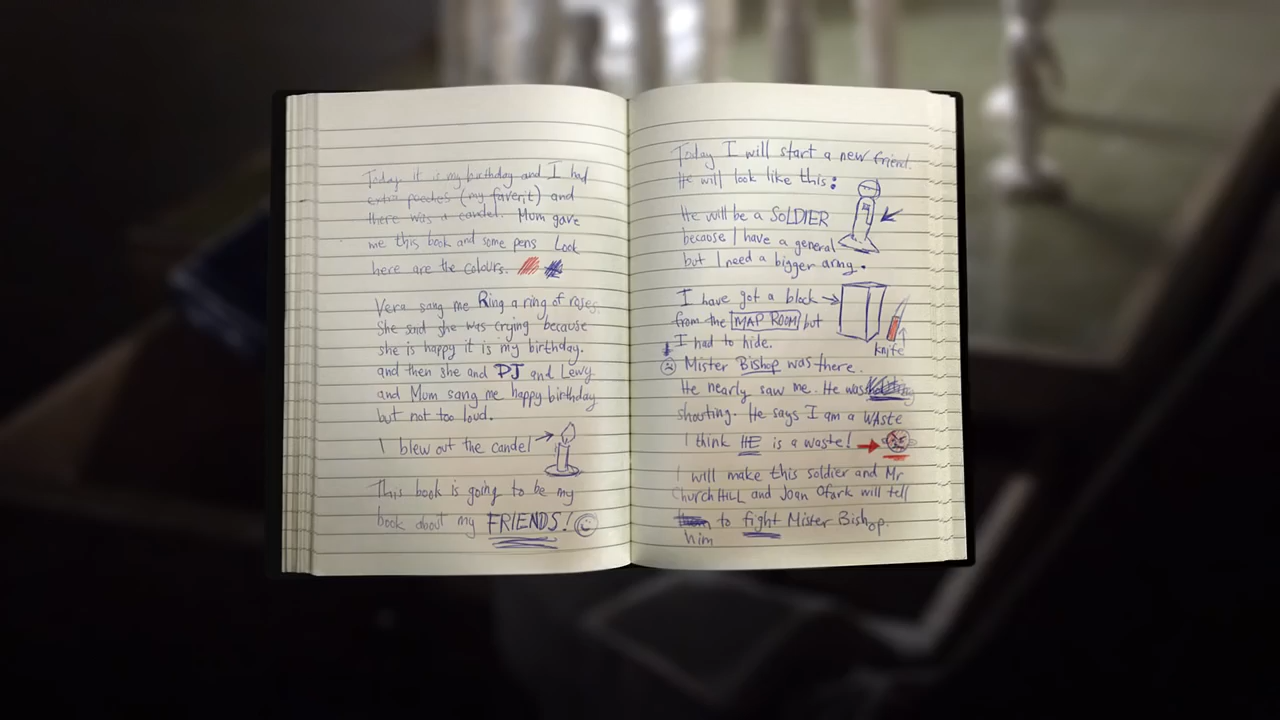 Today it is my birthday and I had
extra peeches (my faverit) and
there was a candel. Mum gave
me this book and some pens Look
here are the colours.
Vera sang me Ring a ring of roses.
She said she was crying because
she is happy it is my birthday.
and then she and DJ and Lewy
and Mum sang me happy birthday
but not too loud.
I blew out the candel
This book is going to be my
book about my FRIENDS!
Today I will start a new friend.
He will look like this:
He will be a SOLDIER
becaose I have a general
but I need a bigger army.
I have got a block
from the MAP ROOM but
knife
I had to hide.
Mister Bishop was there.
He nearly saw me. He was
shouting. He says I am a WASTE
I think HE is a waste!
I will make this soldier and Mr
ChurchHILL and Joan Ofark will tell
to fight Mister Bishop.
him